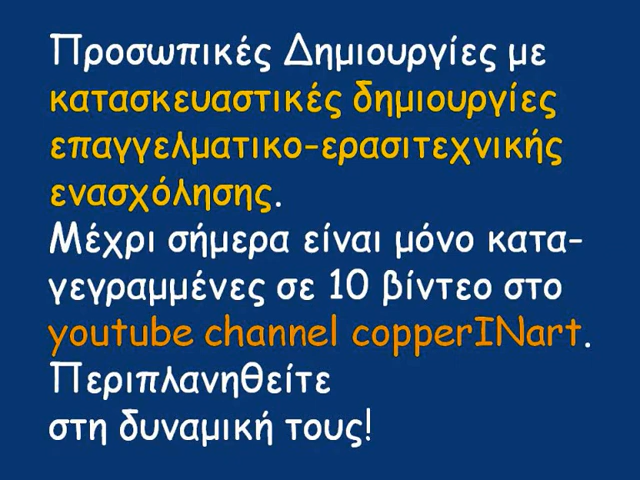 Προσωπικές Δημιουργίες με
κατασκευαστικές δημιουργίες
επαγγελματικο-ερασιτεχνικής
ενασχόλησης.
Μέχρι σήμερα είναι μόνο κατα-
γεγραμμένες σε 10 βίντεο στο
youtube channel copperINart.
Περιπλανηθείτε
στη δυναμική τους!